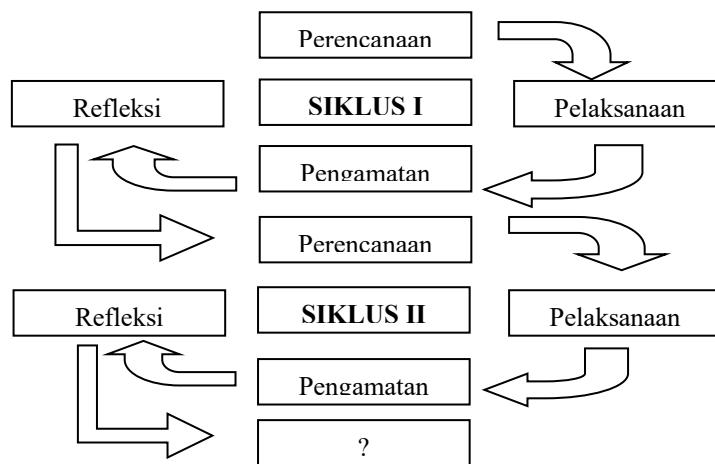 Perencanaan
Refleksi
SIKLUS I
Pelaksanaan
Pengamatan
Perencanaan
Refleksi
SIKLUS II
Pelaksanaan
Pengamatan
?